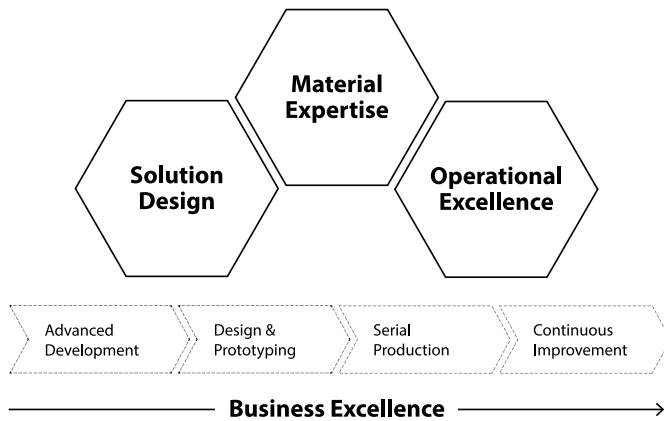 Material
Expertise
Solution
Design
Operational
Excellence
Advanced
Development
Design &
Prototyping
Serial
Production
Continuous
Improvement
Business Excellence